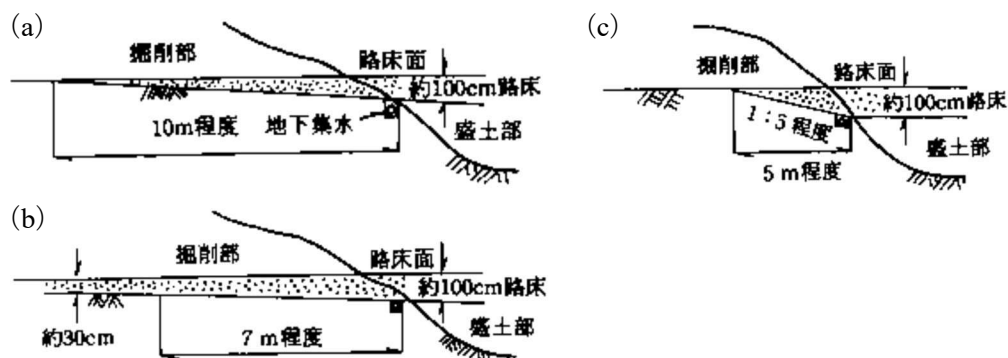 (a)
掘削部
路床面
約100cm路床
10m程度 地下集水
盛土部
(b)
掘削部
路床面
約100cm路床
約30cm
7m程度
盛土部
(c)
掘削部
路床面
約100cm路床
1:5程度
盛土部
5m程度